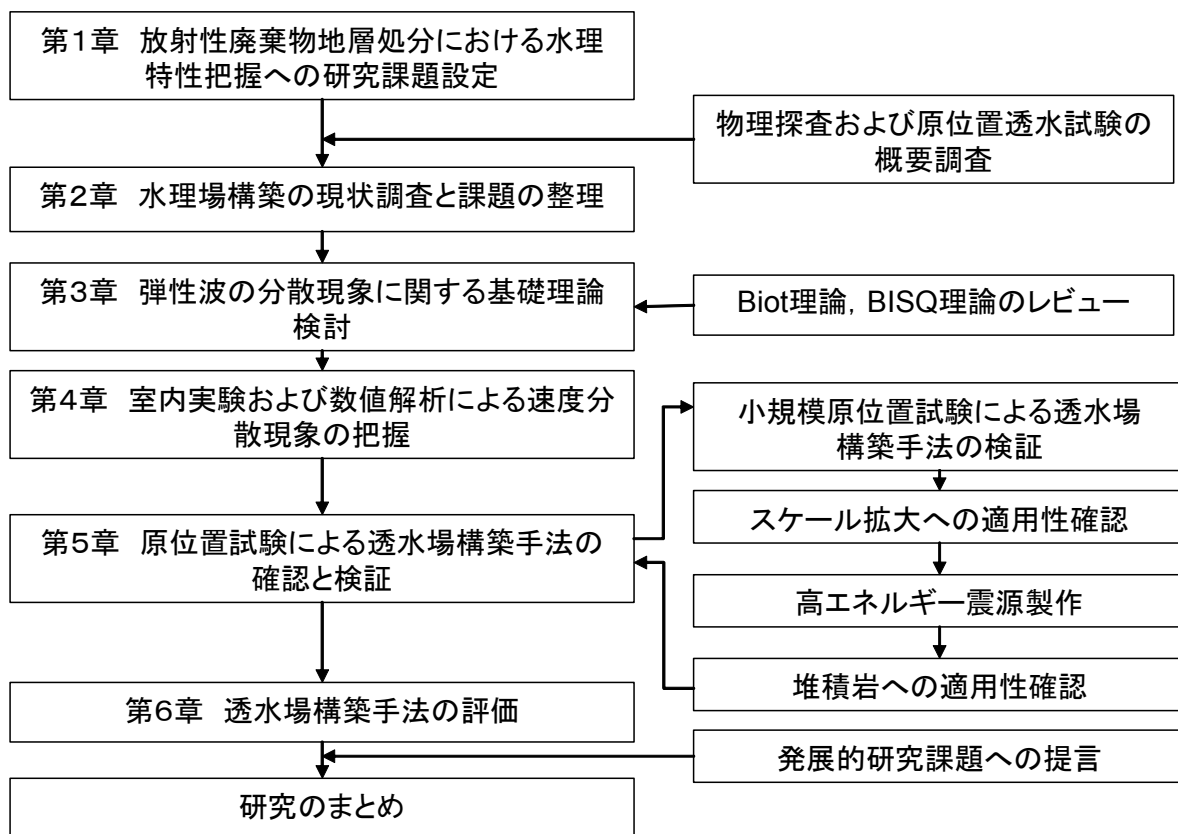 第1章 放射性廃棄物地層処分における水理
特性把握への研究課題設定
物理探査および原位置透水試験の
概要調査
第2章 水理場構築の現状調査と課題の整理
第3章 弾性波の分散現象に関する基礎理論
検討
Biot理論, BISQ理論のレビュー
第4章 室内実験および数値解析による速度分
散現象の把握
小規模原位置試験による透水場
構築手法の検証
スケール拡大への適用性確認
第5章 原位置試験による透水場構築手法の
確認と検証
高エネルギー震源製作
堆積岩への適用性確認
第6章 透水場構築手法の評価
発展的研究課題への提言
研究のまとめ